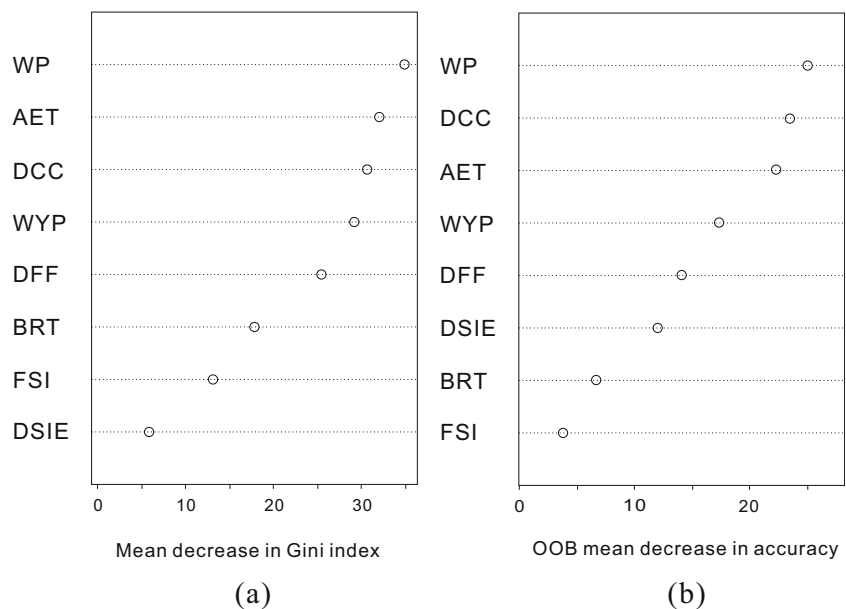 WP
AET
DCC
WYP
DFF
BRT
FSI
DSIE
0 10 20 30
Mean decrease in Gini index
(a)
WP
DCC
AET
WYP
DFF
DSIE
BRT
FSI
0 10 20
OOB mean decrease in accuracy
(b)